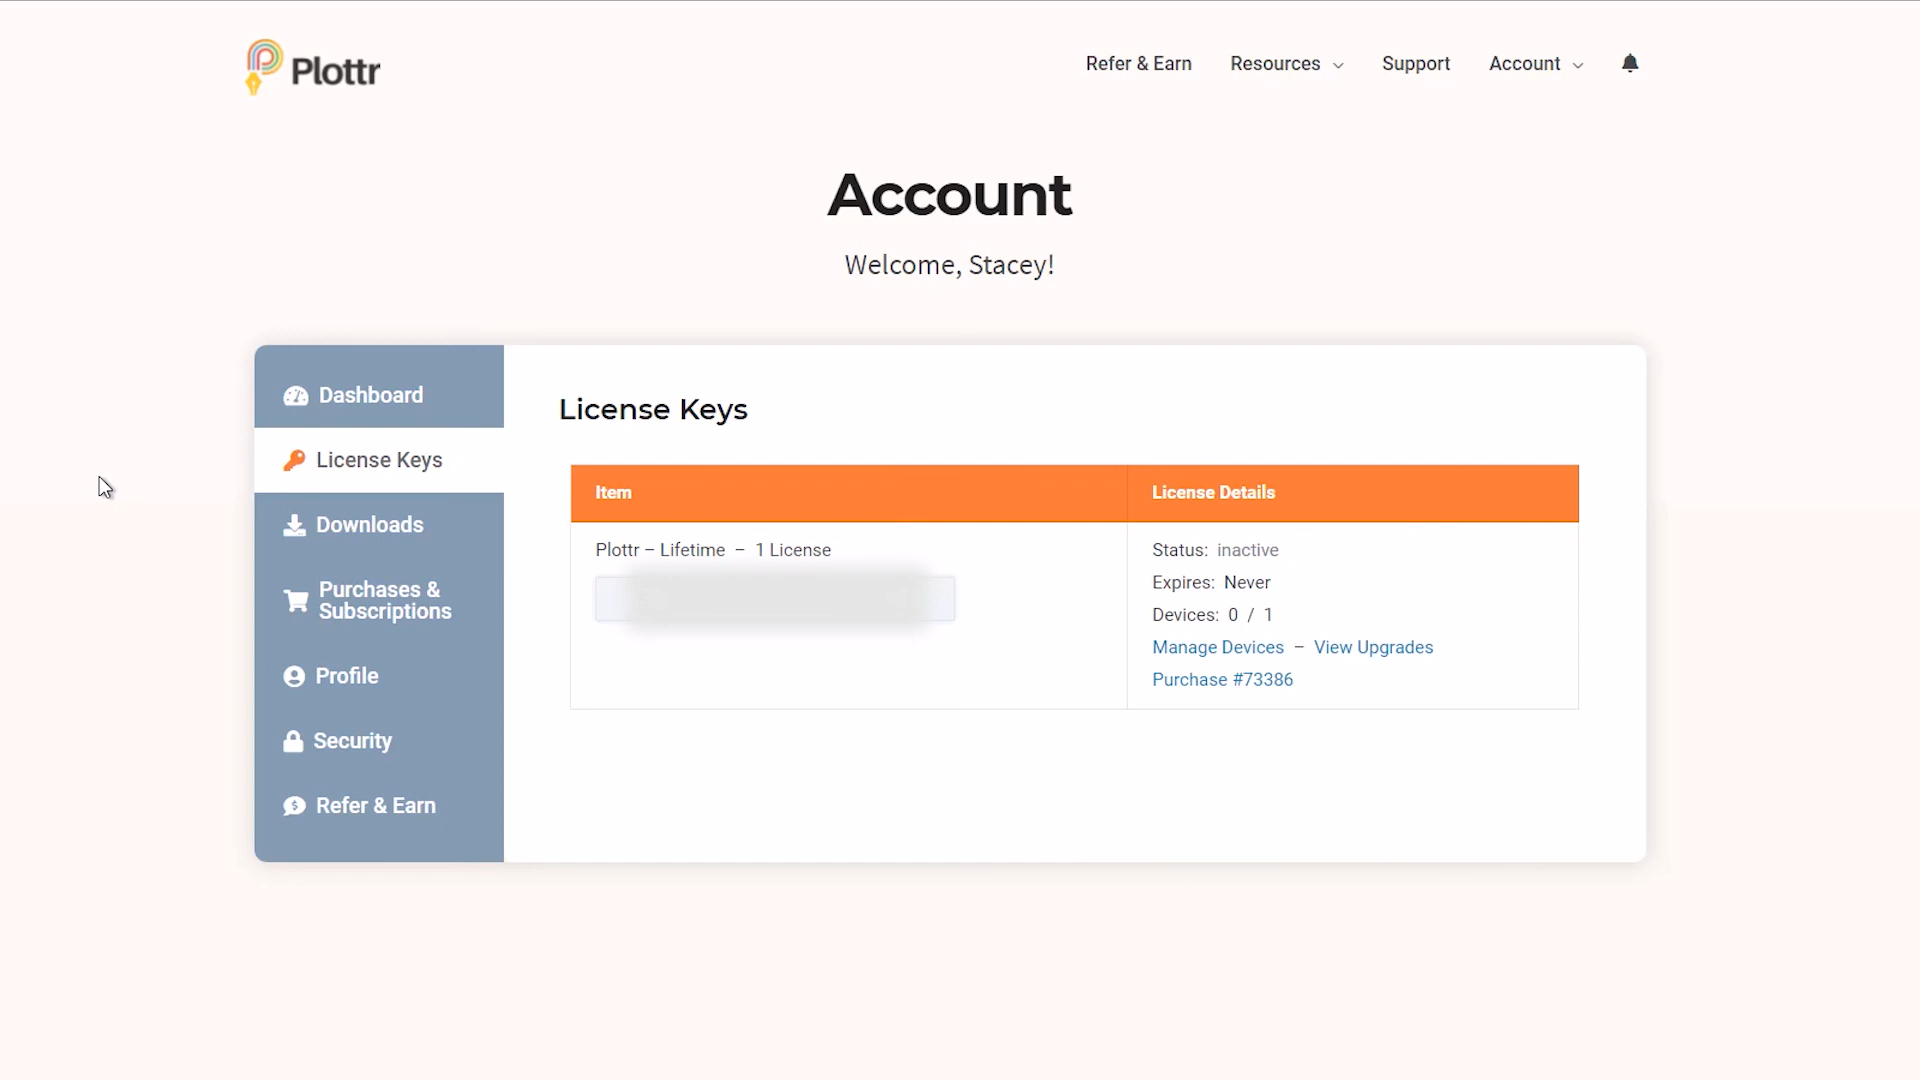 Plottr
Refer & Earn
Resources
Support
Account
Account
Welcome, Stacey!
Dashboard
License Keys
Downloads
Purchases &
Subscriptions
Profile
Security
Refer & Earn
License Keys
Item
License Details
Plottr – Lifetime – 1 License
Status: inactive
Expires: Never
Devices: 0 / 1
Manage Devices – View Upgrades
Purchase #73386